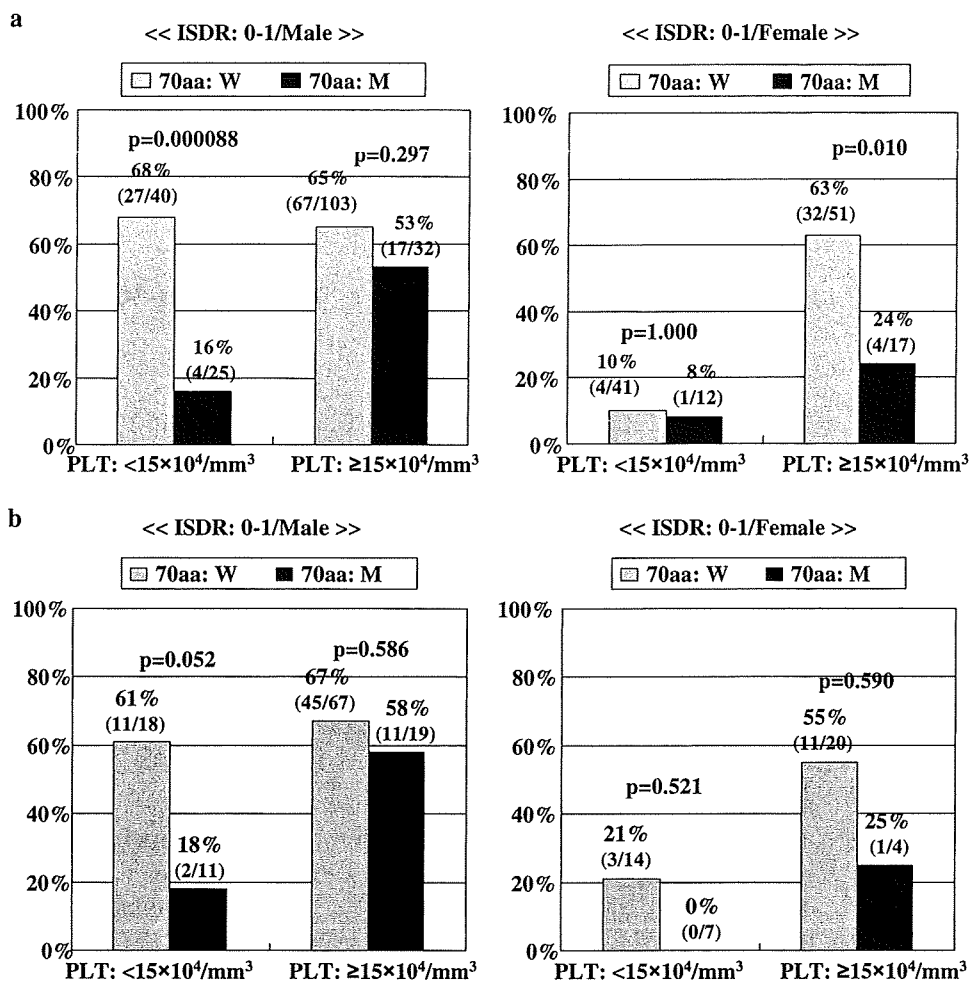 a
<< ISDR: 0-1/Male >>
70aa: W 70aa: M
100%
80%
60%
40%
20%
0%
p=0.000088
68%
(27/40)
16%
(4/25)
p=0.297
65%
(67/103)
53%
(17/32)
PLT: <15×10⁴/mm³ PLT: ≥15×10⁴/mm³
<< ISDR: 0-1/Female >>
70aa: W 70aa: M
100%
80%
60%
40%
20%
0%
p=1.000
10%
(4/41)
8%
(1/12)
p=0.010
63%
(32/51)
24%
(4/17)
PLT: <15×10⁴/mm³ PLT: ≥15×10⁴/mm³
b
<< ISDR: 0-1/Male >>
70aa: W 70aa: M
100%
80%
60%
40%
20%
0%
p=0.052
61%
(11/18)
18%
(2/11)
p=0.586
67%
(45/67)
58%
(11/19)
PLT: <15×10⁴/mm³ PLT: ≥15×10⁴/mm³
<< ISDR: 0-1/Female >>
70aa: W 70aa: M
100%
80%
60%
40%
20%
0%
p=0.521
21%
(3/14)
0%
(0/7)
p=0.590
55%
(11/20)
25%
(1/4)
PLT: <15×10⁴/mm³ PLT: ≥15×10⁴/mm³